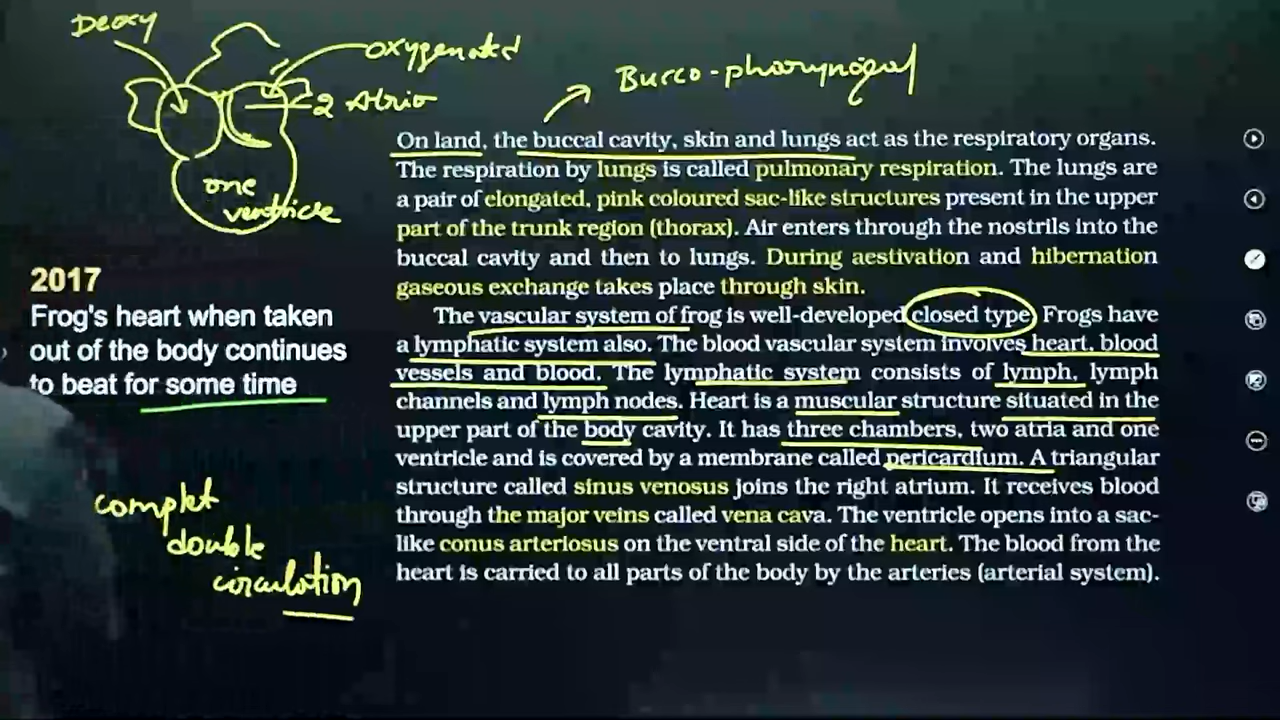 Deoxy
oxygenated
2 Atria
one
ventricle
Bucco-pharyngeal
On land, the buccal cavity, skin and lungs act as the respiratory organs.
The respiration by lungs is called pulmonary respiration. The lungs are
a pair of elongated, pink coloured sac-like structures present in the upper
part of the trunk region (thorax). Air enters through the nostrils into the
buccal cavity and then to lungs. During aestivation and hibernation
gaseous exchange takes place through skin.
The vascular system of frog is well-developed closed type. Frogs have
a lymphatic system also. The blood vascular system involves heart, blood
vessels and blood. The lymphatic system consists of lymph, lymph
channels and lymph nodes. Heart is a muscular structure situated in the
upper part of the body cavity. It has three chambers, two atria and one
ventricle and is covered by a membrane called pericardium. A triangular
structure called sinus venosus joins the right atrium. It receives blood
through the major veins called vena cava. The ventricle opens into a sac-
like conus arteriosus on the ventral side of the heart. The blood from the
heart is carried to all parts of the body by the arteries (arterial system).
2017
Frog's heart when taken
out of the body continues
to beat for some time
complet
double
circulation